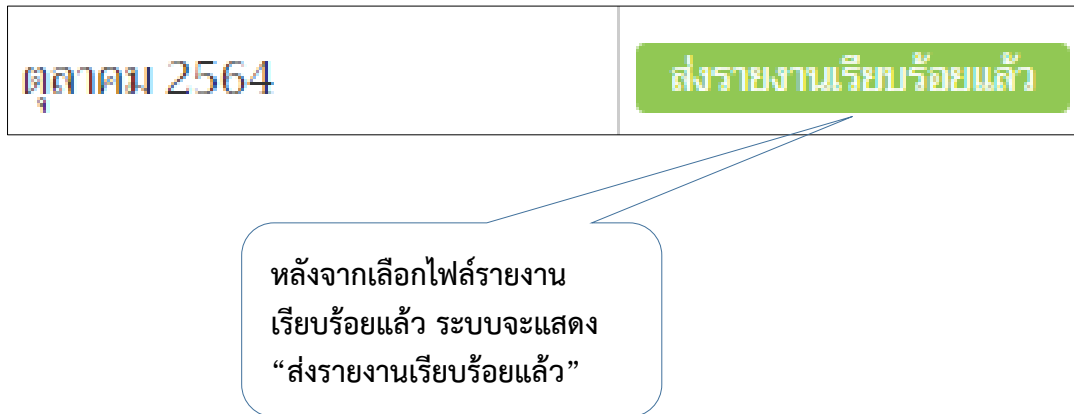 ตุลาคม 2564
ส่งรายงานเรียบร้อยแล้ว
หลังจากเลือกไฟล์รายงาน
เรียบร้อยแล้ว ระบบจะแสดง
“ส่งรายงานเรียบร้อยแล้ว”